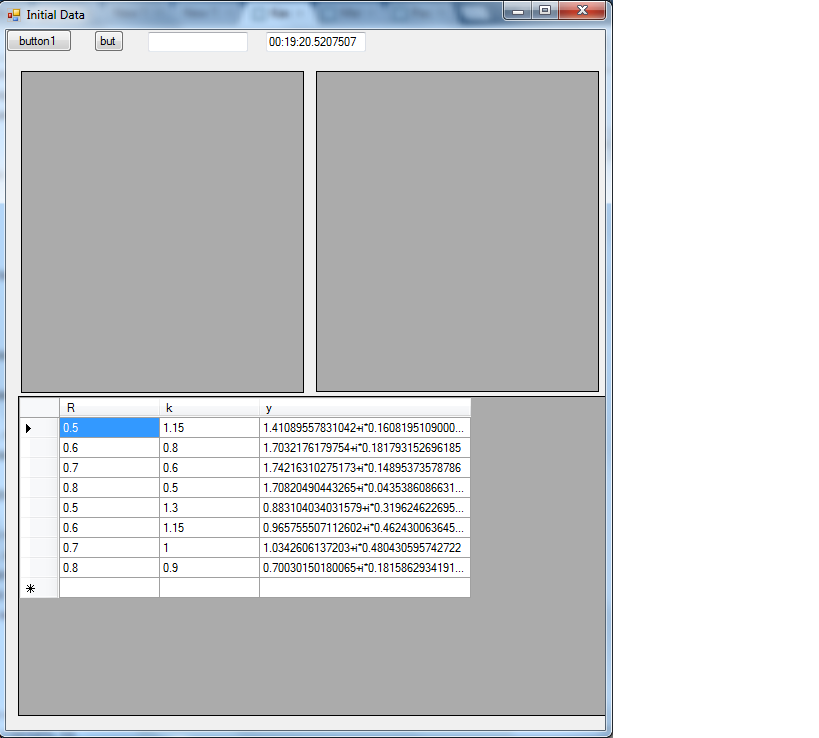 Initial Data
button1 but 00:19:20.5207507
R k y
0.5 1.15 1.41089557831042+i*0.1608195109000...
0.6 0.8 1.7032176179754+i*0.181793152696185
0.7 0.6 1.74216310275173+i*0.14895373578786
0.8 0.5 1.70820490443265+i*0.0435386086631...
0.5 1.3 0.883104034031579+i*0.319624622695...
0.6 1.15 0.965755507112602+i*0.462430063645...
0.7 1 1.0342606137203+i*0.480430595742722
0.8 0.9 0.70030150180065+i*0.1815862934191...